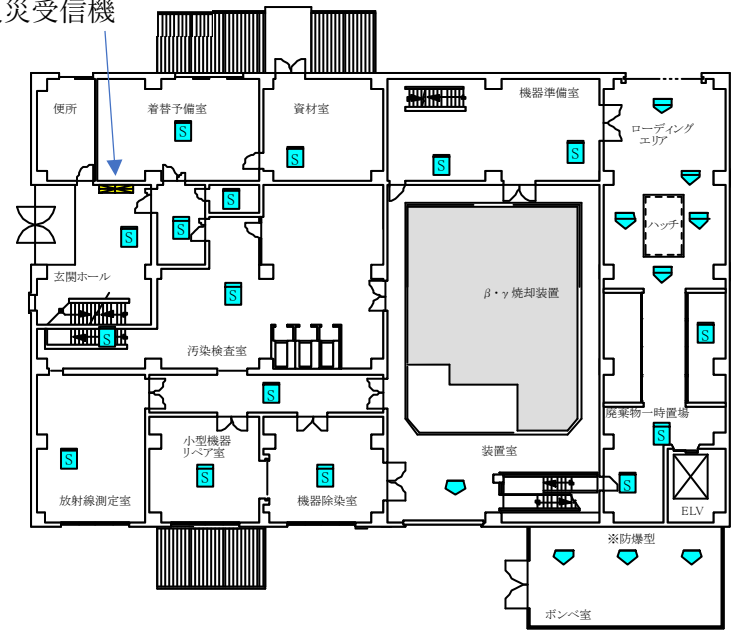 災受信機
便所
着替予備室
S
資材室
S
機器準備室
S
S
ローディング
エリア
ハッチ
S
S
S
玄関ホール
S
β・γ焼却装置
S
汚染検査室
S
S
廃棄物一時置場
S
小型機器
リペア室
装置室
S
S
S
S
放射線測定室
機器除染室
ELV
※防爆型
ボンベ室